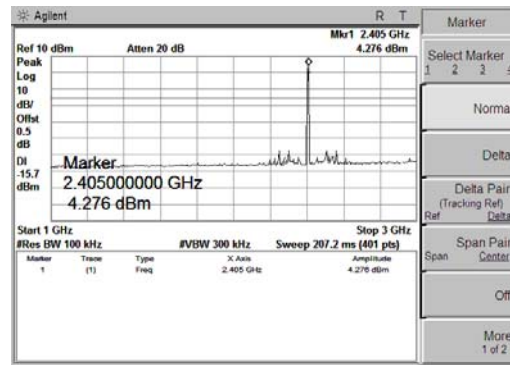 Agilent R T
Mkr1 2.405 GHz
Ref 10 dBm Atten 20 dB 4.276 dBm
Peak
Log
10
dB/
Offst
0.5
dB
DI
-15.7
dBm
Marker
2.405000000 GHz
4.276 dBm
Start 1 GHz Stop 3 GHz
#Res BW 100 kHz #VBW 300 kHz Sweep 207.2 ms (401 pts)
Marker Trace Type X Axis Amplitude
1 (1) Freq 2.405 GHz 4.276 dBm
Marker
Select Marker
1 2 3 4
Norma
Delta
Delta Pair
(Tracking Ref)
Ref Delta
Span Pair
Span Center
Off
More
1 of 2